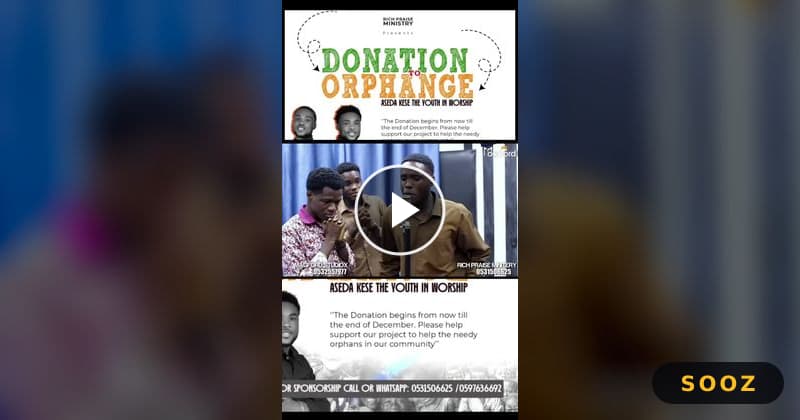 RICH PRAISE
MINISTRY
Presents
DONATION
TO
ORPHANGE
ASEDA KESE THE YOUTH IN WORSHIP
"The Donation begins from now till
the end of December. Please help
support our project to help the needy
0532557977
RICH PRAISE MINISTERY
0531506625
ASEDA KESE THE YOUTH IN WORSHIP
"The Donation begins from now till
the end of December. Please help
support our project to help the needy
orphans in our community"
OR SPONSORSHIP CALL OR WHATSAPP: 0531506625 /0597636692
SOOZ